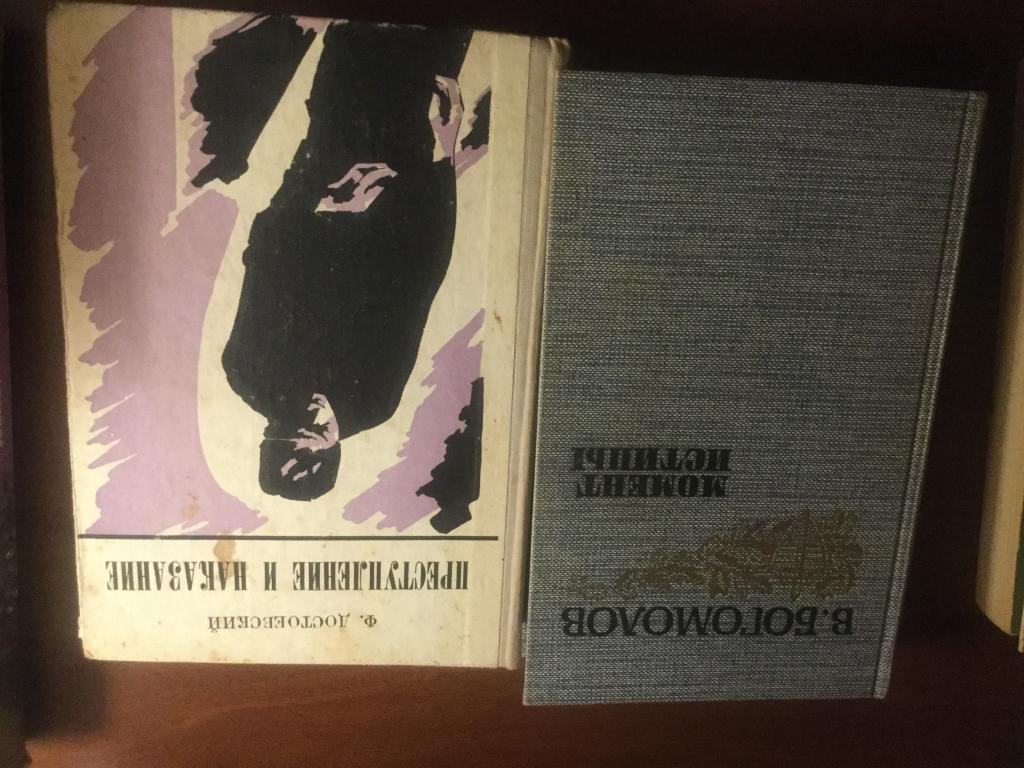 Ф. ДОСТОЕВСКИЙ
ПРЕСТУПЛЕНИЕ И НАКАЗАНИЕ
В. БОГОМОЛОВ
МОМЕНТ
ИСТИНЫ